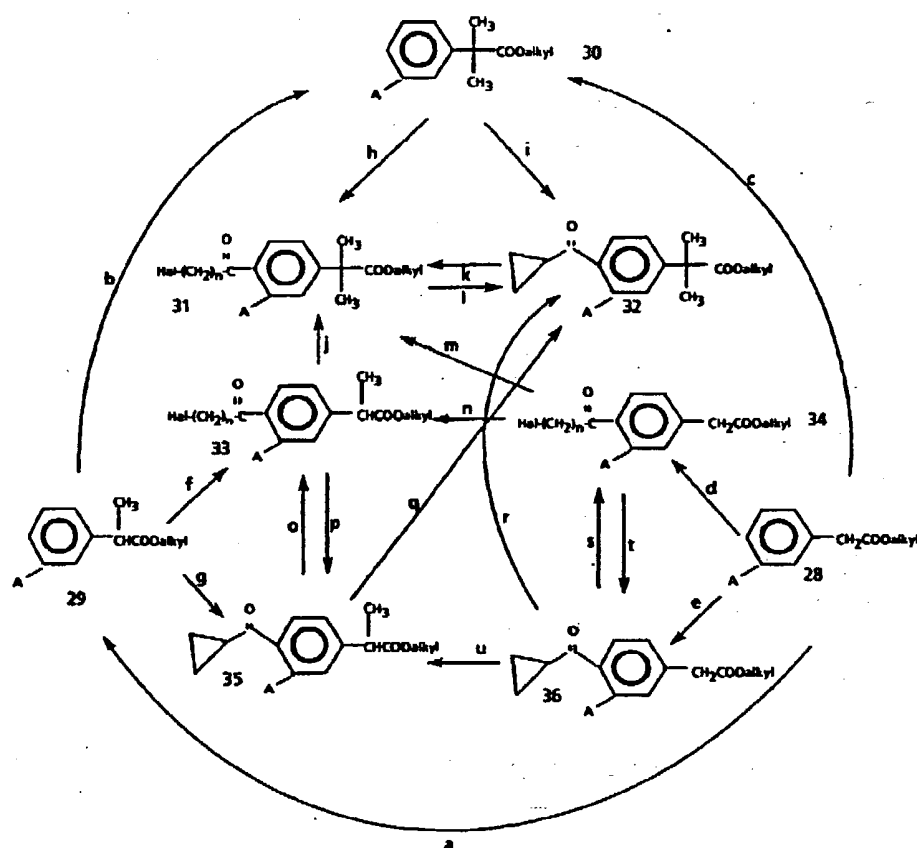 CH₃
COOalkyl 30
A CH₃
h i
b c
O O
Hal-(CH₂)ₙ-C CH₃ COOalkyl k CH₃ COOalkyl
31 A CH₃ l A 32 CH₃
j m
O CH₃ O
Hal-(CH₂)ₙ-C CHCOOalkyl n Hal-(CH₂)ₙ-C CH₂COOalkyl 34
33 A A
f q d
CH₃ o p r s t
CHCOOalkyl CH₂COOalkyl
A 29 g e A 28
O CH₃ O
CHCOOalkyl u CH₂COOalkyl
35 A 36 A
a